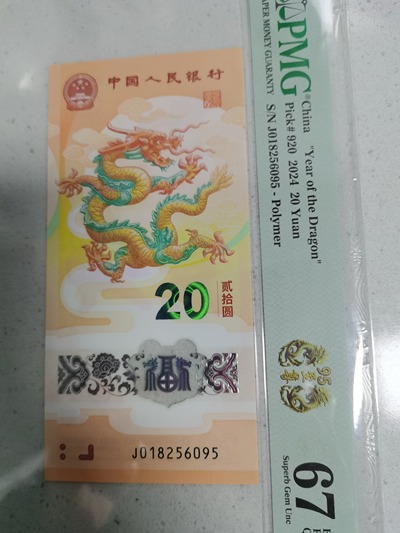 中国人民银行
20
贰拾圆
福
J018256095
PMG
PAPER MONEY GUARANTY
China "Year of the Dragon"
Pick# 920 2024 20 Yuan
S/N J018256095 - Polymer
67
Superb Gem Unc